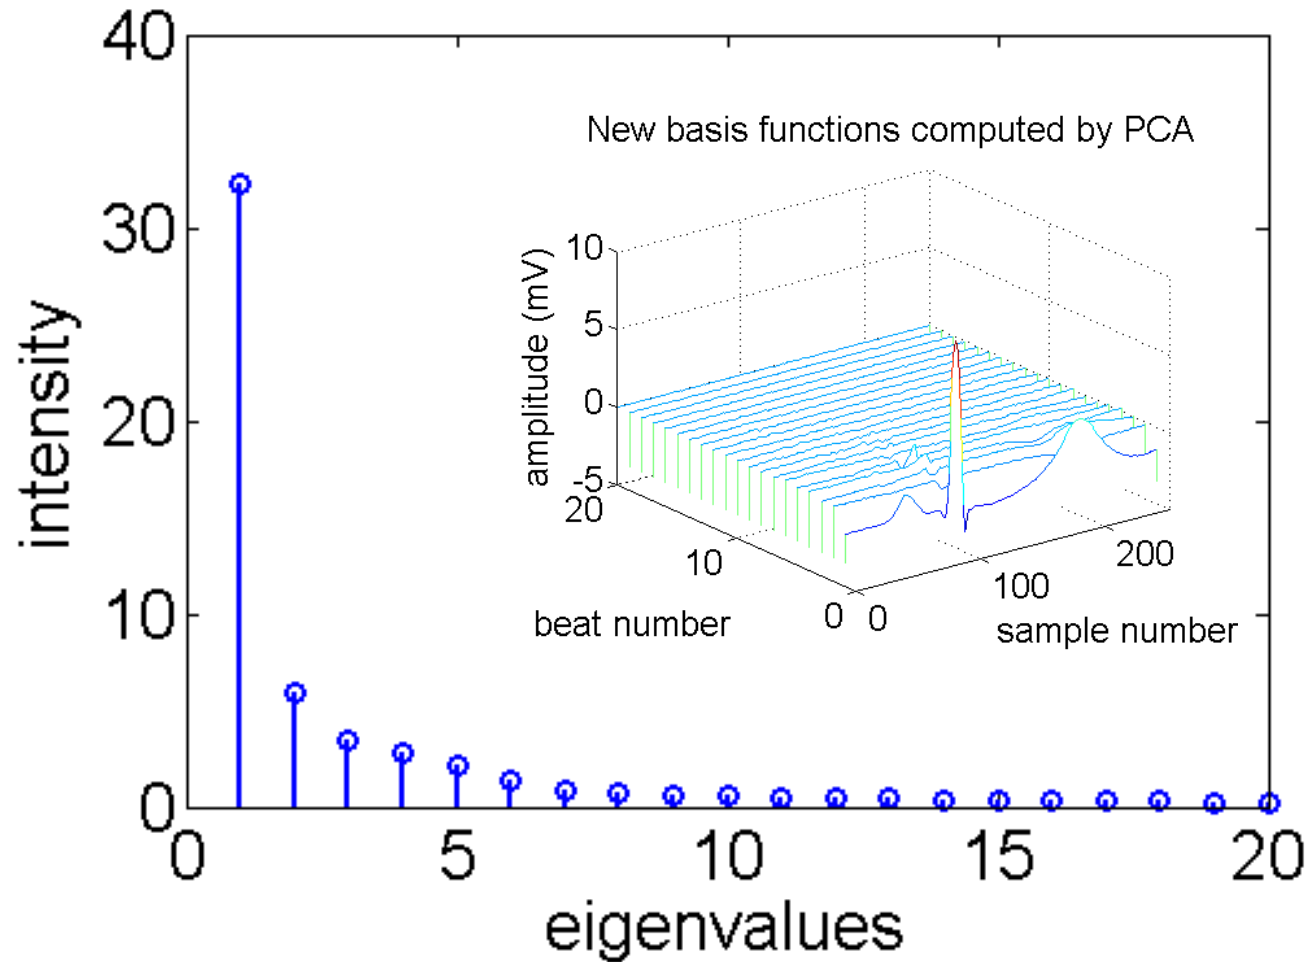 40
30
20
10
0
intensity
0 5 10 15 20
eigenvalues
New basis functions computed by PCA
10
5
0
-5
amplitude (mV)
20
10
0
beat number
0
100
200
sample number